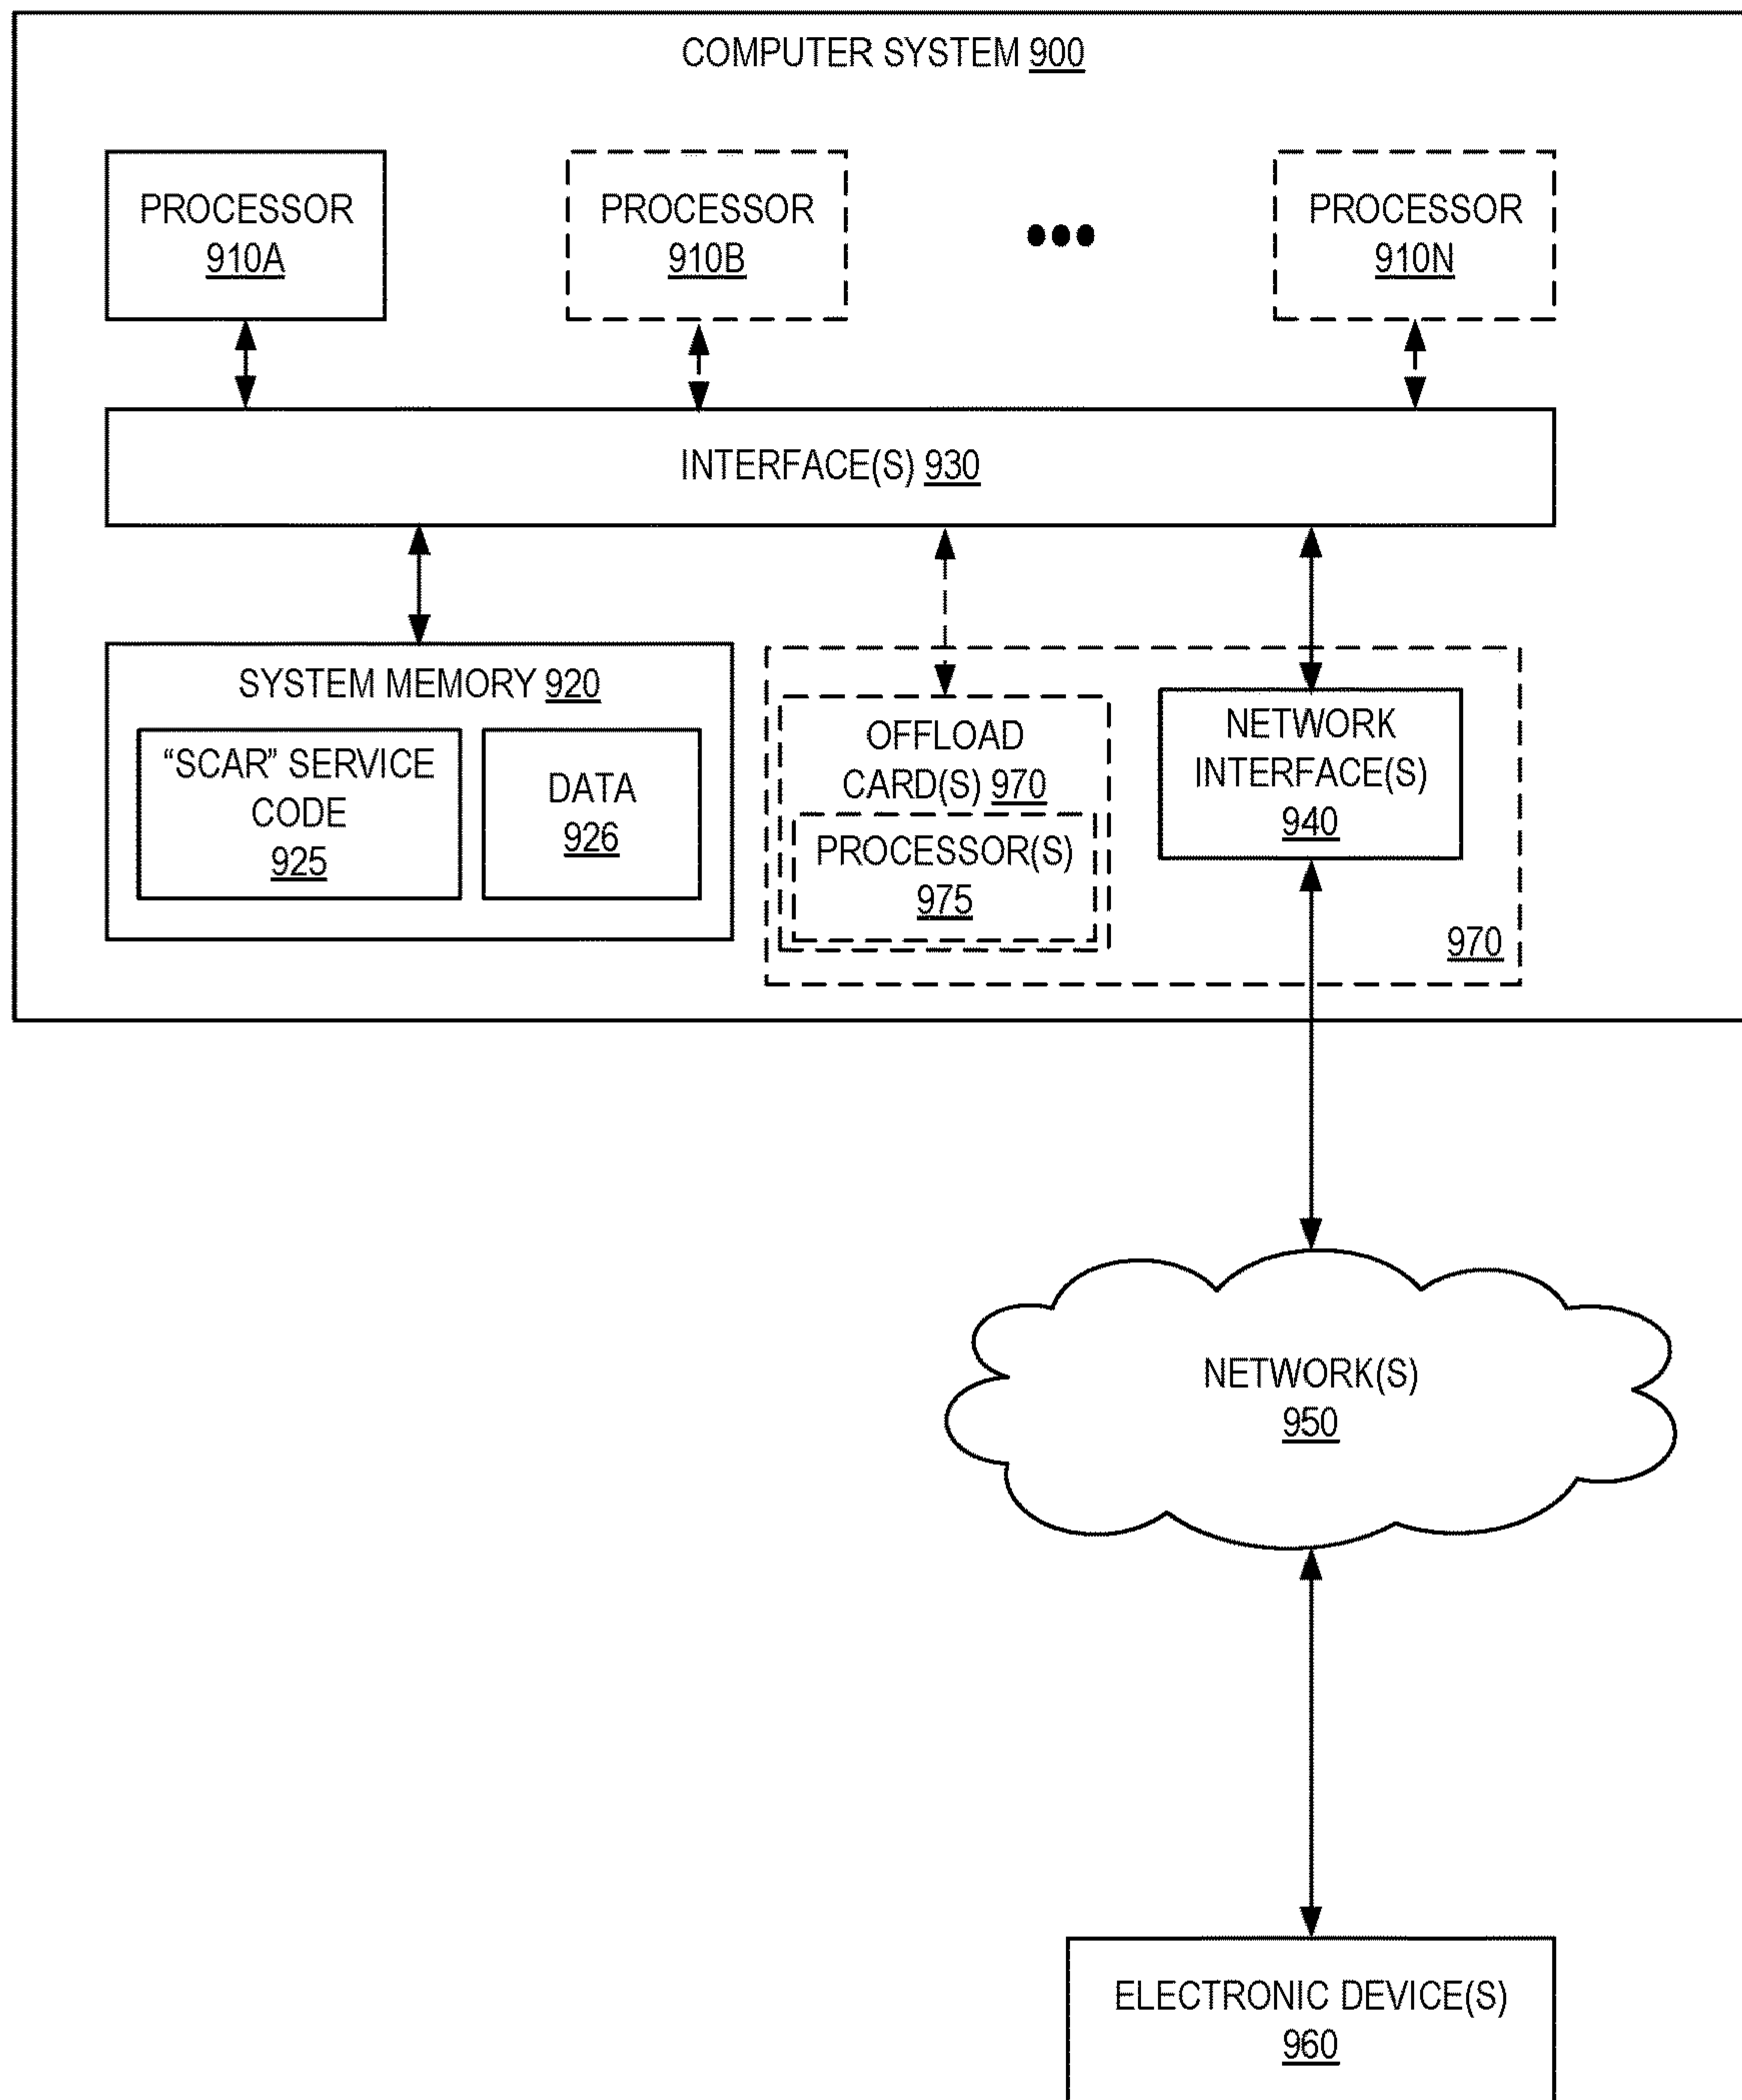 COMPUTER SYSTEM 900
PROCESSOR
910A
PROCESSOR
910B
PROCESSOR
910N
INTERFACE(S) 930
SYSTEM MEMORY 920
“SCAR” SERVICE
CODE
925
DATA
926
OFFLOAD
CARD(S) 970
PROCESSOR(S)
975
NETWORK
INTERFACE(S)
940
970
NETWORK(S)
950
ELECTRONIC DEVICE(S)
960